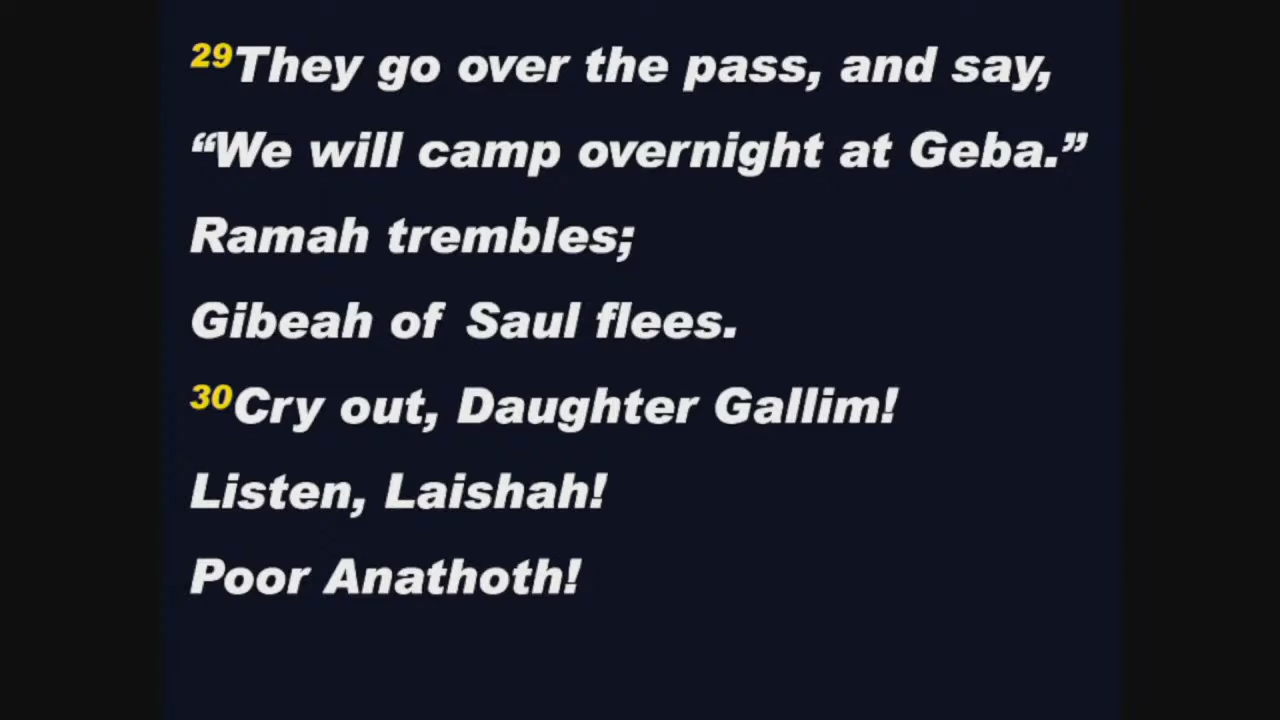 29They go over the pass, and say,
“We will camp overnight at Geba.”
Ramah trembles;
Gibeah of Saul flees.
30Cry out, Daughter Gallim!
Listen, Laishah!
Poor Anathoth!